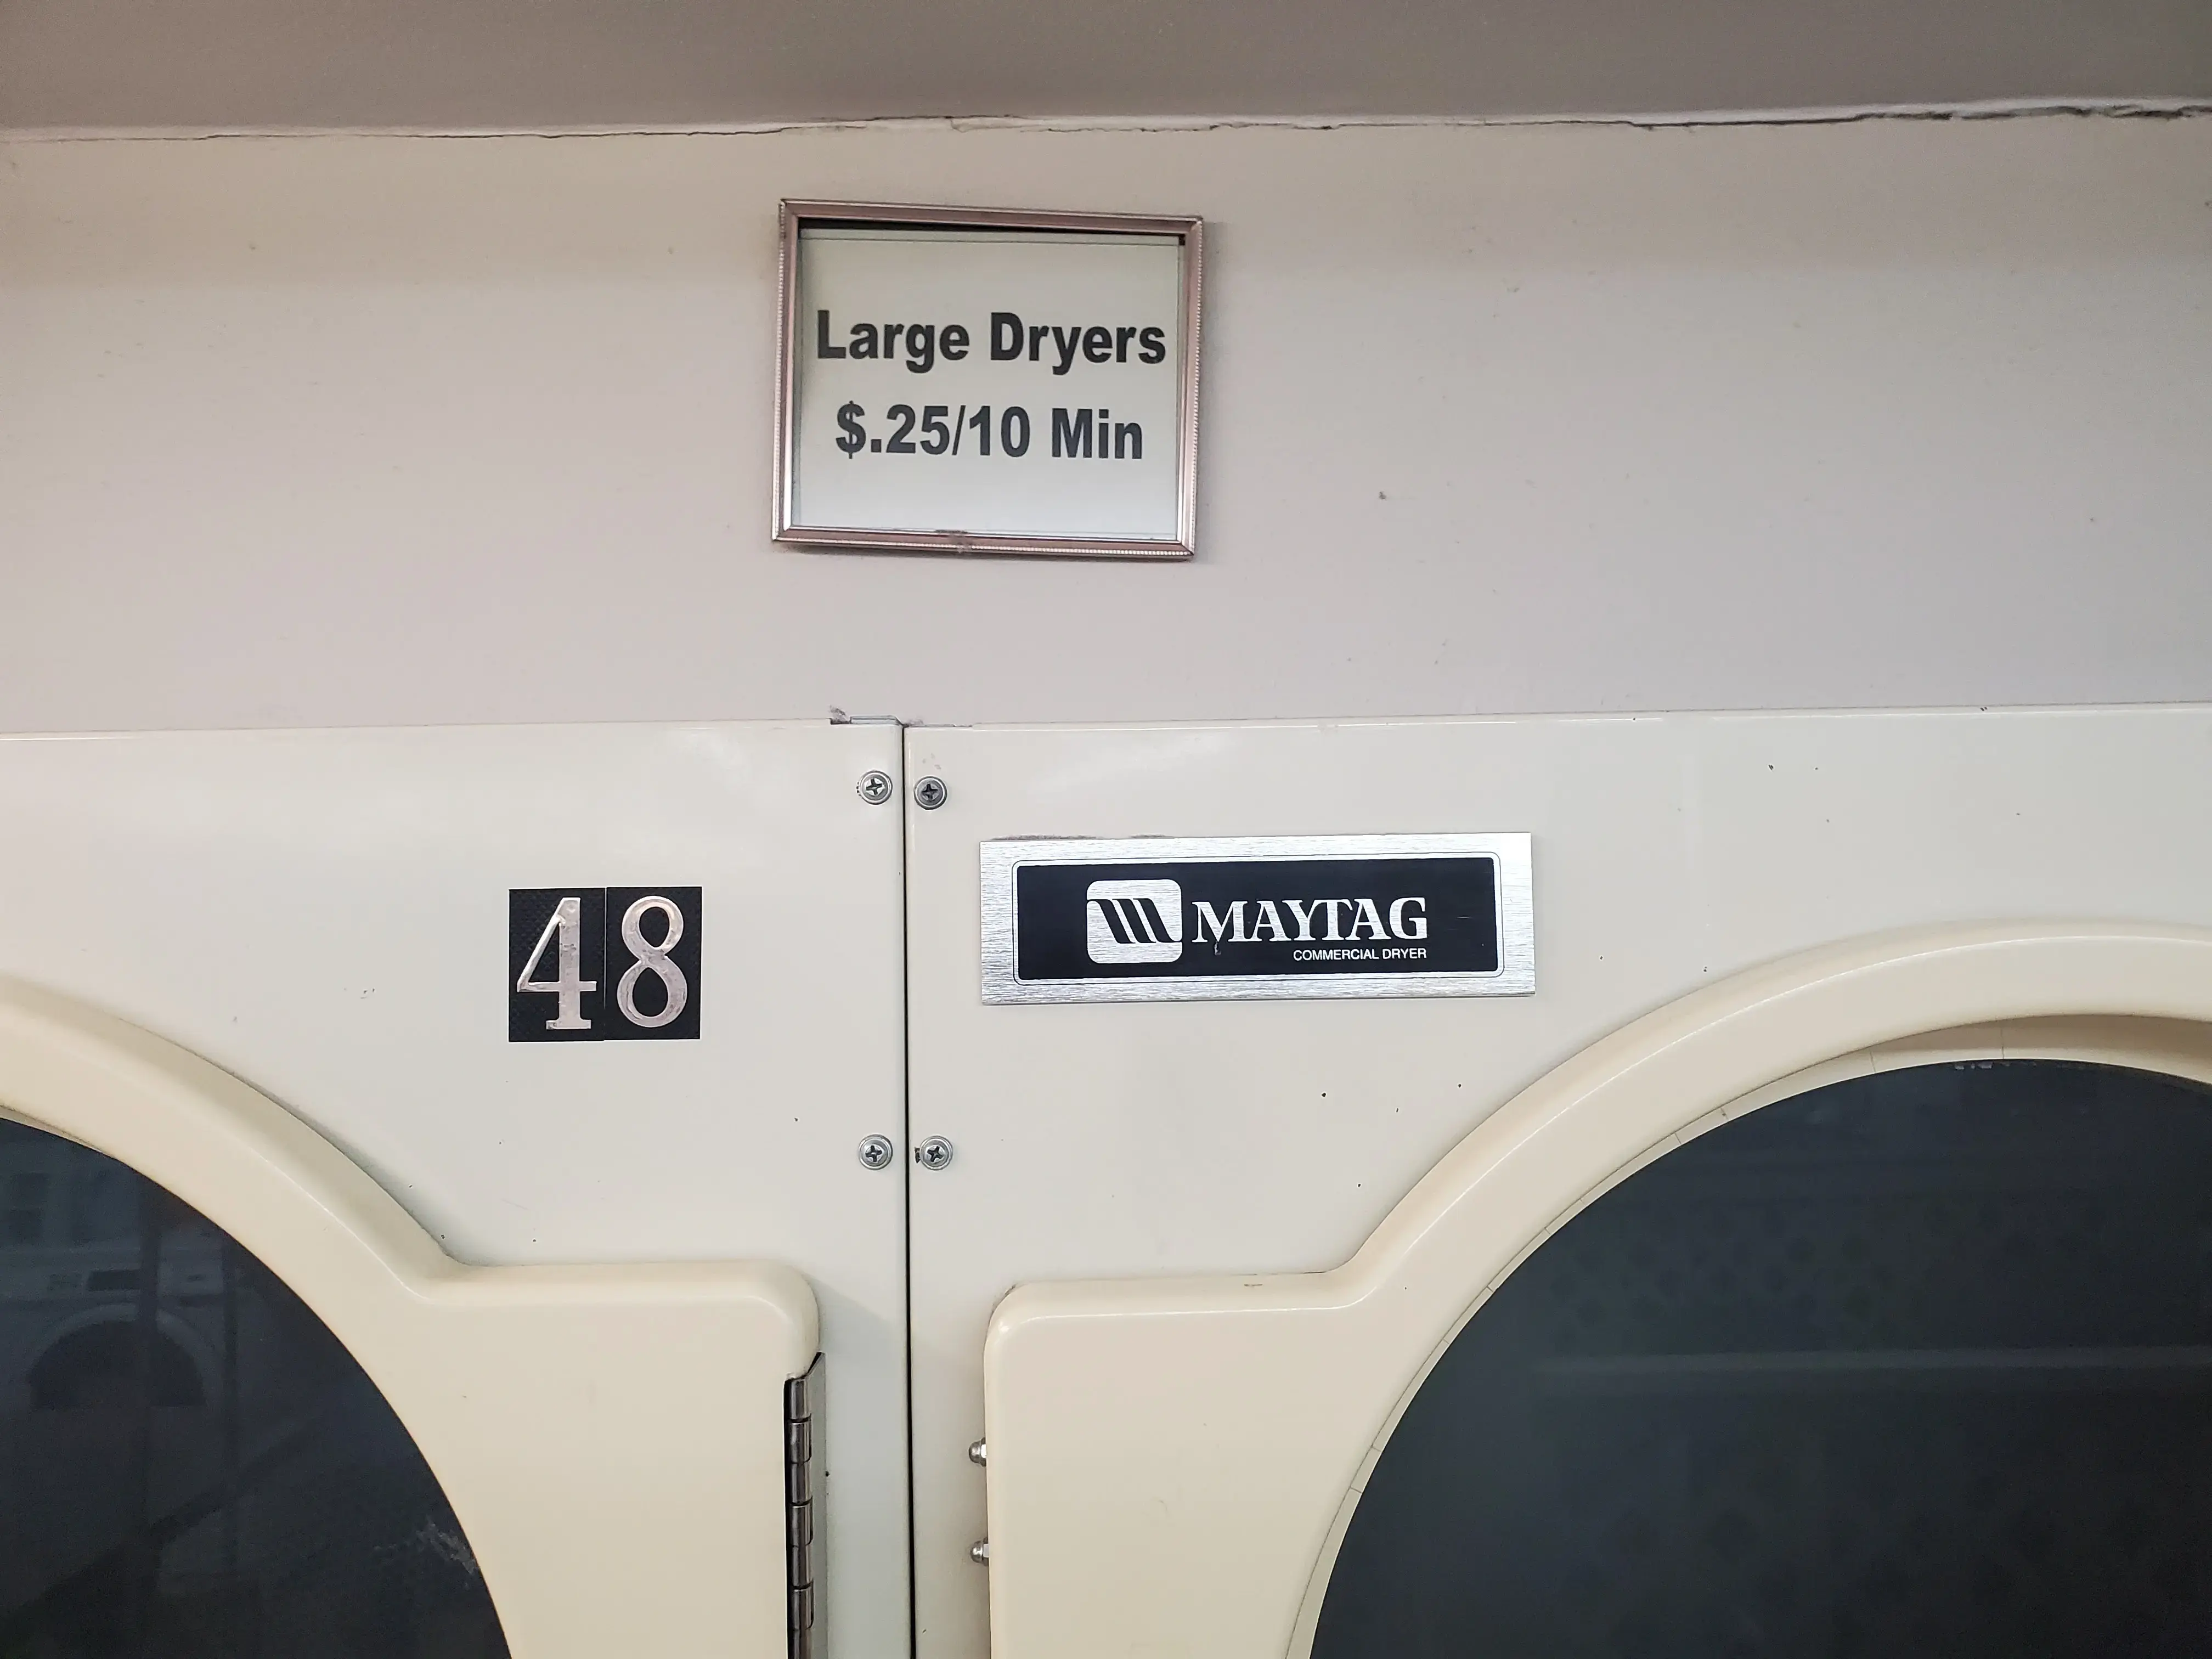 Large Dryers
$.25/10 Min
48
MAYTAG
COMMERCIAL DRYER